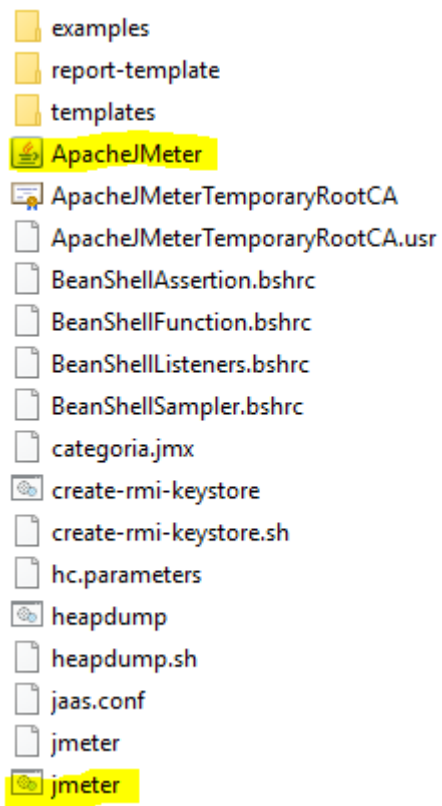 examples
report-template
templates
ApacheJMeter
ApacheJMeterTemporaryRootCA
ApacheJMeterTemporaryRootCA.usr
BeanShellAssertion.bshrc
BeanShellFunction.bshrc
BeanShellListeners.bshrc
BeanShellSampler.bshrc
categoria.jmx
create-rmi-keystore
create-rmi-keystore.sh
hc.parameters
heapdump
heapdump.sh
jaas.conf
jmeter
jmeter